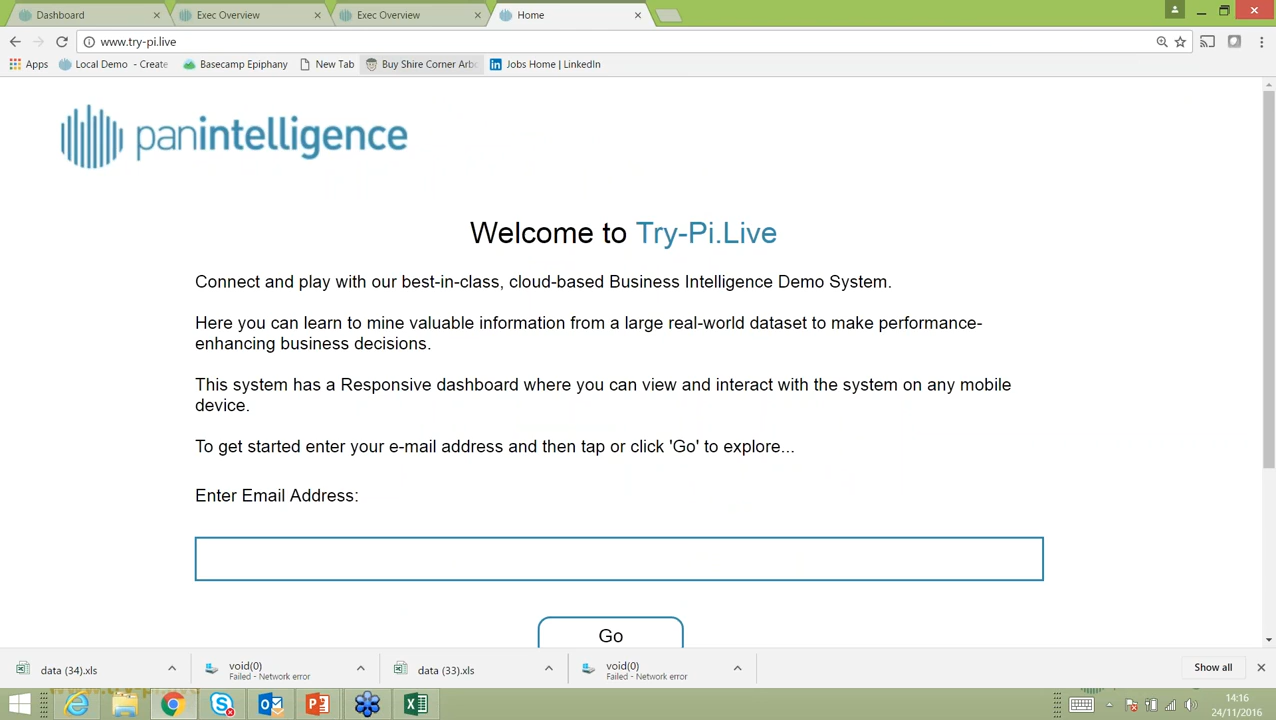 Dashboard
Exec Overview
Exec Overview
Home
www.try-pi.live
Apps
Local Demo - Create
Basecamp Epiphany
New Tab
Buy Shire Corner Arbo
Jobs Home | LinkedIn
panintelligence
Welcome to Try-Pi.Live
Connect and play with our best-in-class, cloud-based Business Intelligence Demo System.
Here you can learn to mine valuable information from a large real-world dataset to make performance-
enhancing business decisions.
This system has a Responsive dashboard where you can view and interact with the system on any mobile
device.
To get started enter your e-mail address and then tap or click 'Go' to explore...
Enter Email Address:
Go
data (34).xls
void(0)
Failed - Network error
data (33).xls
void(0)
Failed - Network error
Show all
14:16
24/11/2016